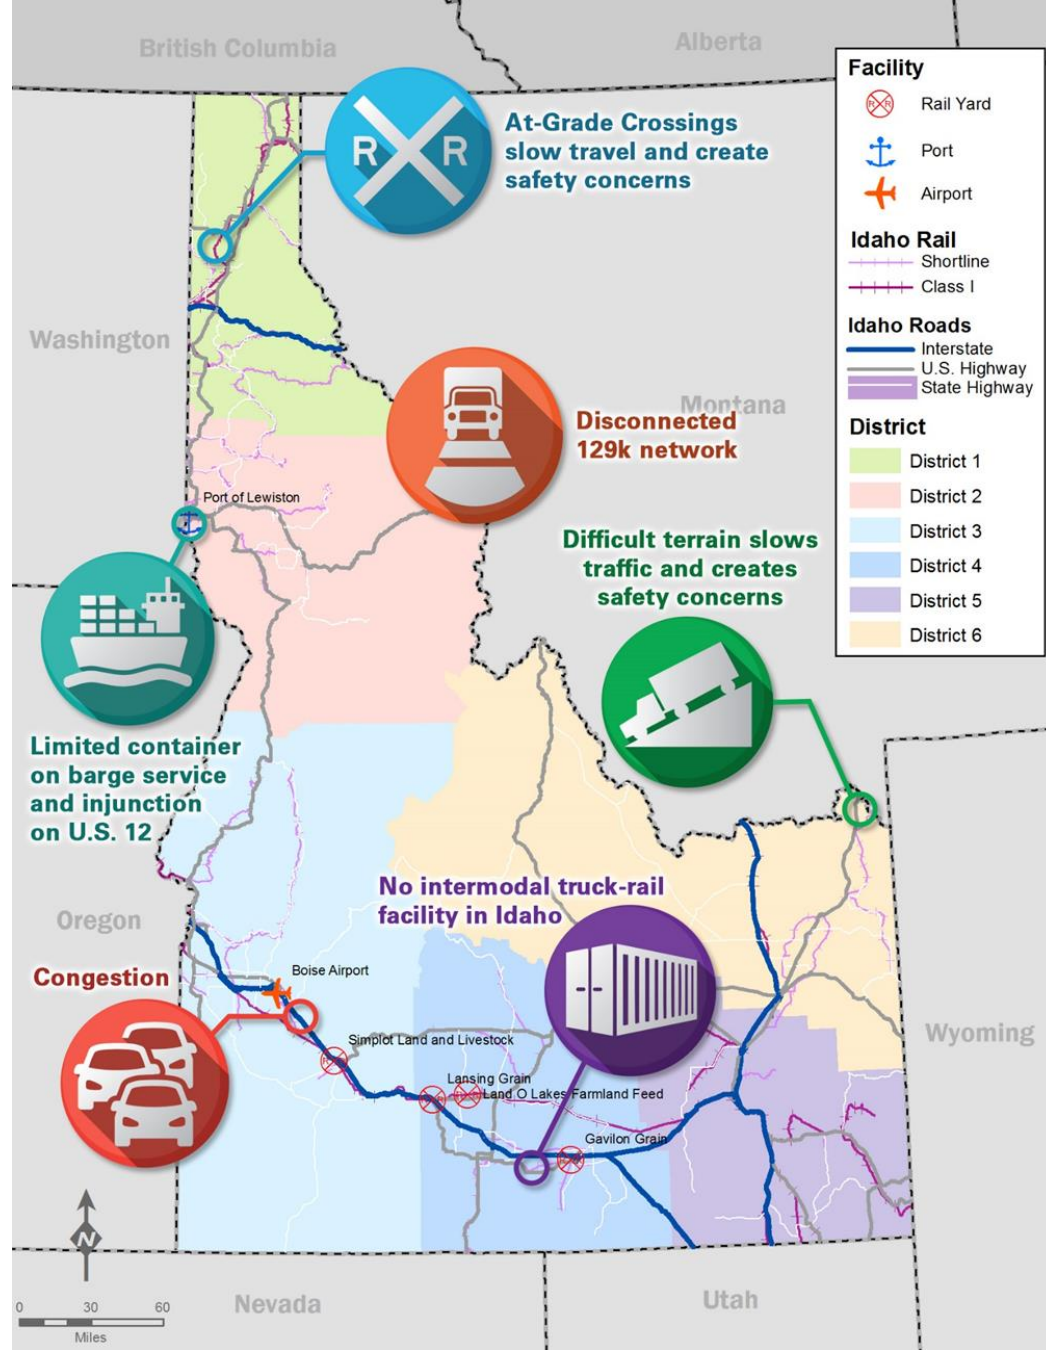 British Columbia
Alberta
Facility
Rail Yard
Port
Airport
Idaho Rail
Shortline
Class I
Idaho Roads
Interstate
U.S. Highway
State Highway
District
District 1
District 2
District 3
District 4
District 5
District 6
R R
At-Grade Crossings
slow travel and create
safety concerns
Washington
Montana
Disconnected
129k network
Port of Lewiston
Difficult terrain slows
traffic and creates
safety concerns
Limited container
on barge service
and injunction
on U.S. 12
No intermodal truck-rail
facility in Idaho
Oregon
Congestion
Boise Airport
Simplot Land and Livestock
Lansing Grain
Land O Lakes Farmland Feed
Gavilon Grain
Wyoming
N
Nevada
Utah
0 30 60
Miles